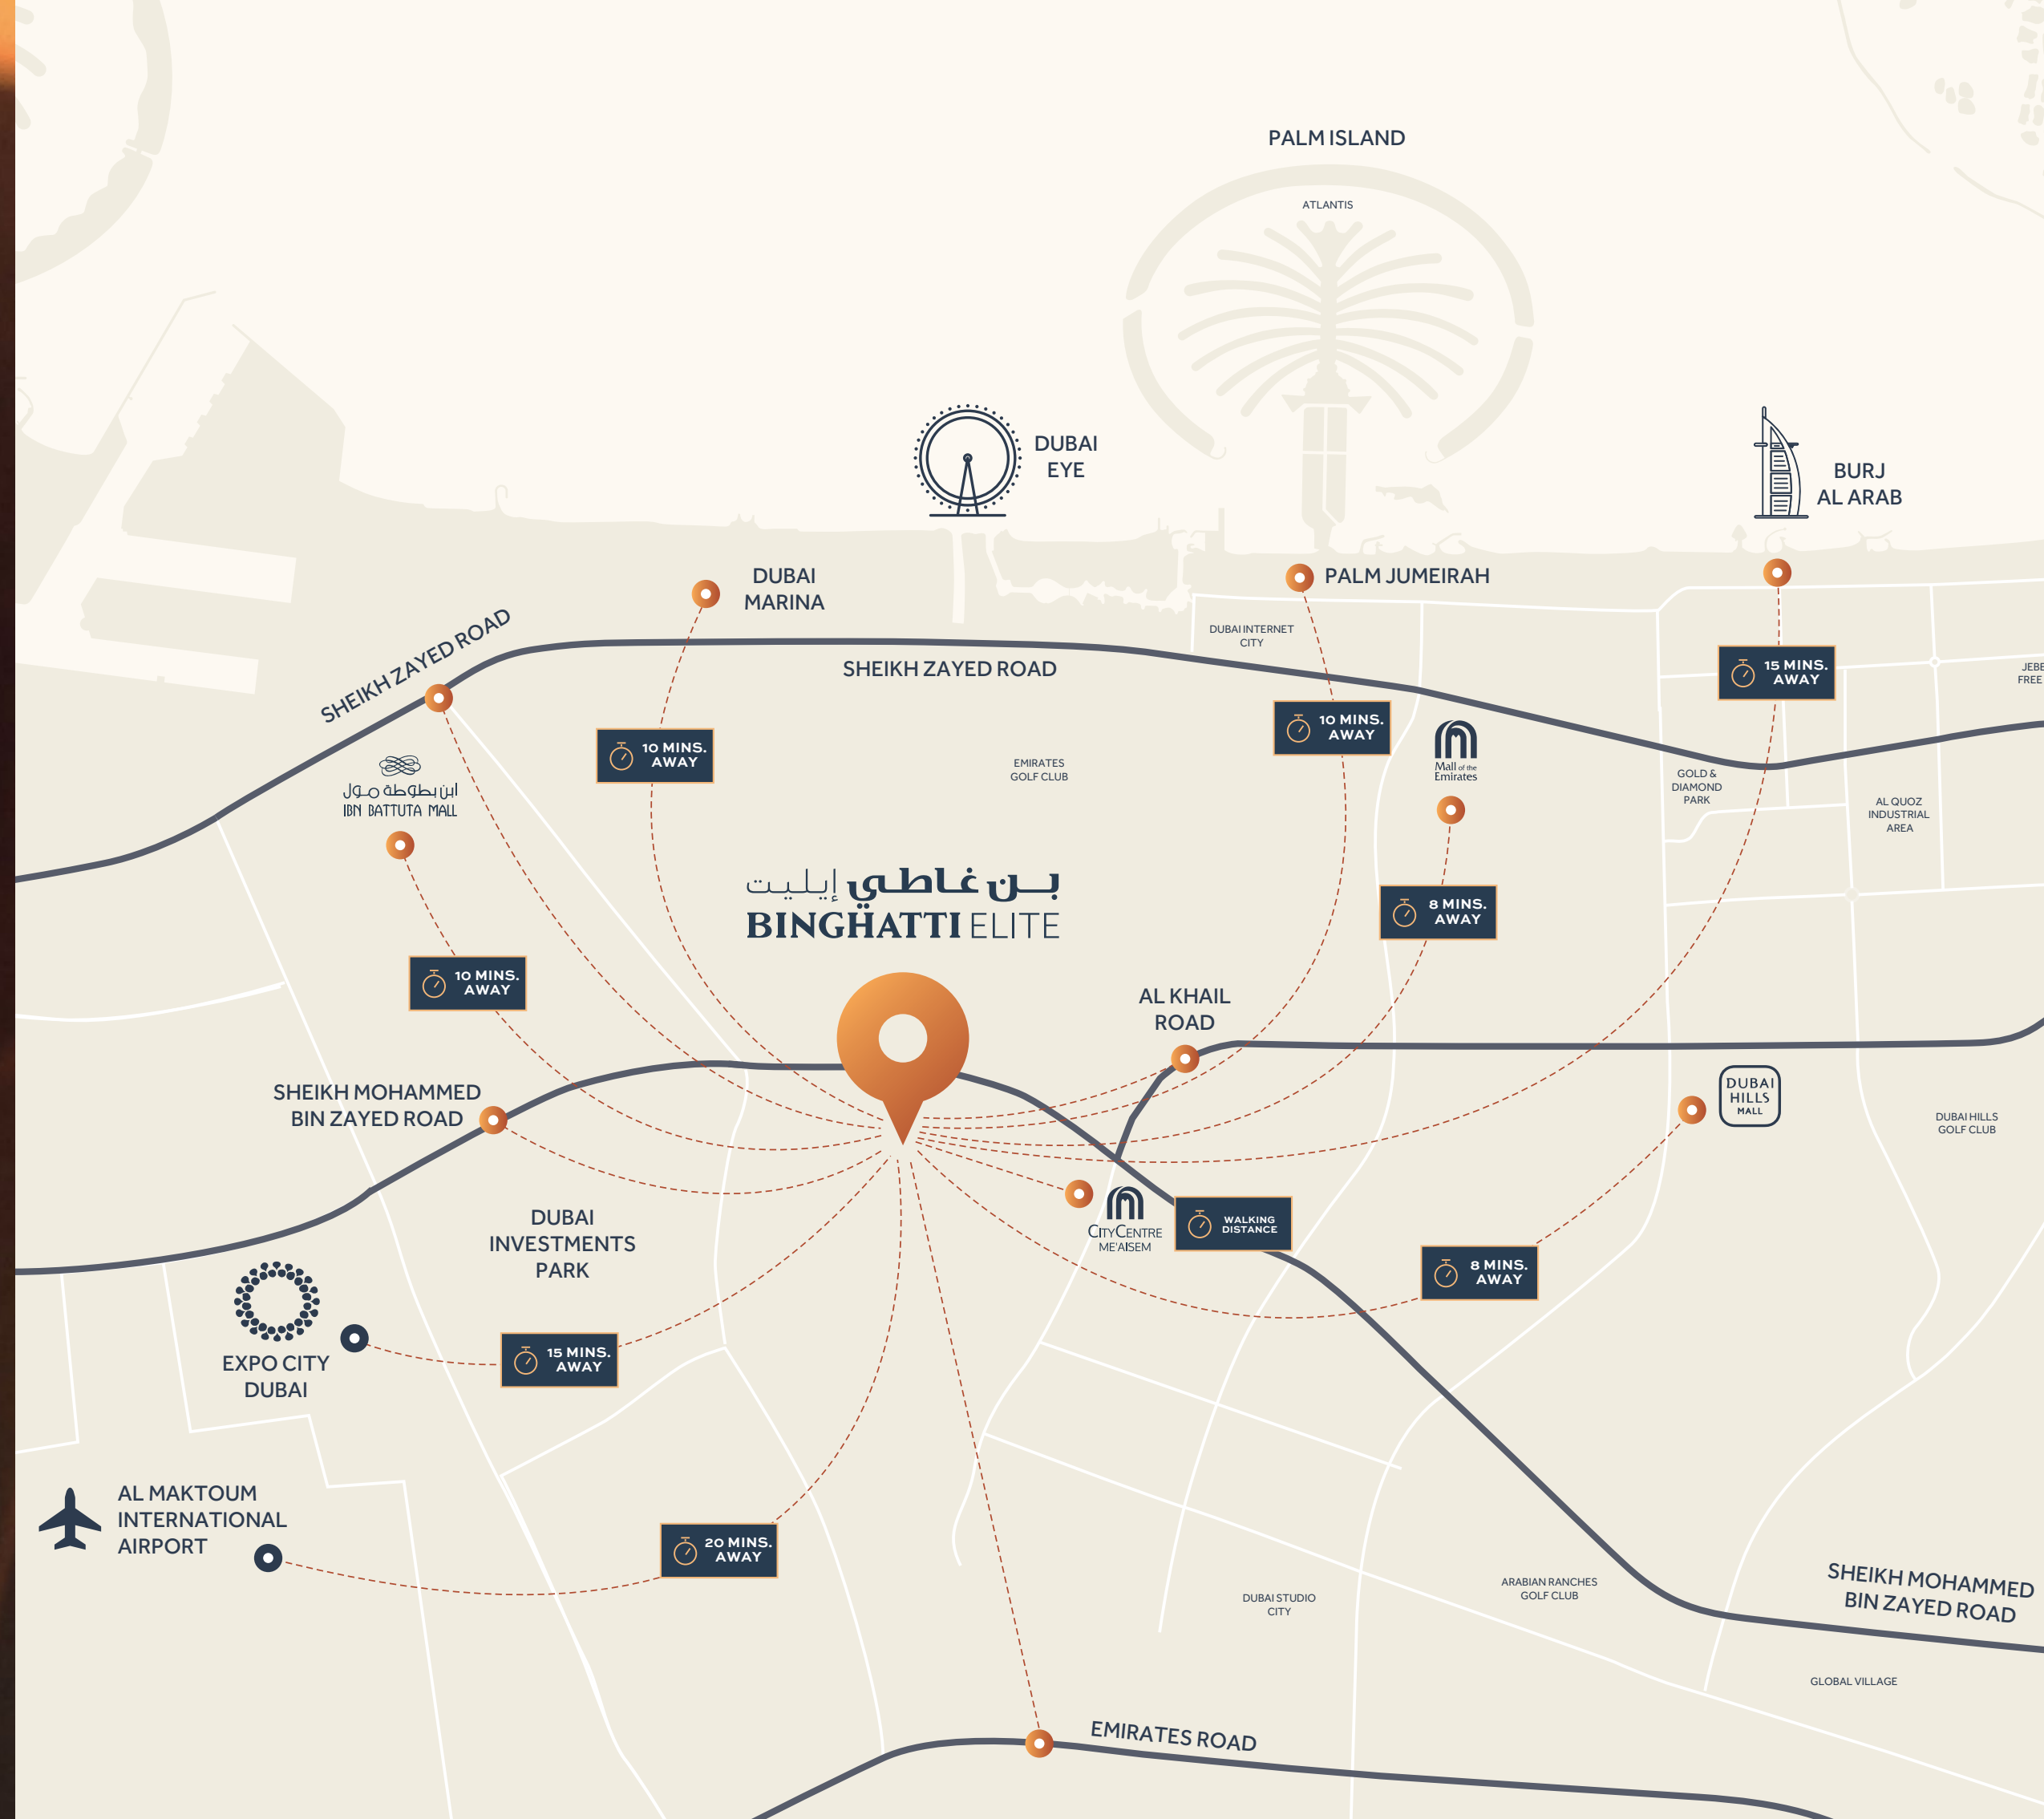 PALM ISLAND
ATLANTIS
DUBAI
EYE
BURJ
AL ARAB
DUBAI
MARINA
PALM JUMEIRAH
SHEIKH ZAYED ROAD
SHEIKH ZAYED ROAD
DUBAI INTERNET
CITY
15 MINS.
AWAY
10 MINS.
AWAY
10 MINS.
AWAY
Mall of the
Emirates
EMIRATES
GOLF CLUB
GOLD &
DIAMOND
PARK
AL QUOZ
INDUSTRIAL
AREA
ابن بطوطة مول
IBN BATTUTA MALL
بن غاطي إيليت
BINGHATTI ELITE
8 MINS.
AWAY
10 MINS.
AWAY
AL KHAIL
ROAD
SHEIKH MOHAMMED
BIN ZAYED ROAD
DUBAI
HILLS
MALL
DUBAI HILLS
GOLF CLUB
DUBAI
INVESTMENTS
PARK
CITY CENTRE
ME'AISEM
WALKING
DISTANCE
8 MINS.
AWAY
EXPO CITY
DUBAI
15 MINS.
AWAY
AL MAKTOUM
INTERNATIONAL
AIRPORT
20 MINS.
AWAY
DUBAI STUDIO
CITY
ARABIAN RANCHES
GOLF CLUB
SHEIKH MOHAMMED
BIN ZAYED ROAD
GLOBAL VILLAGE
EMIRATES ROAD